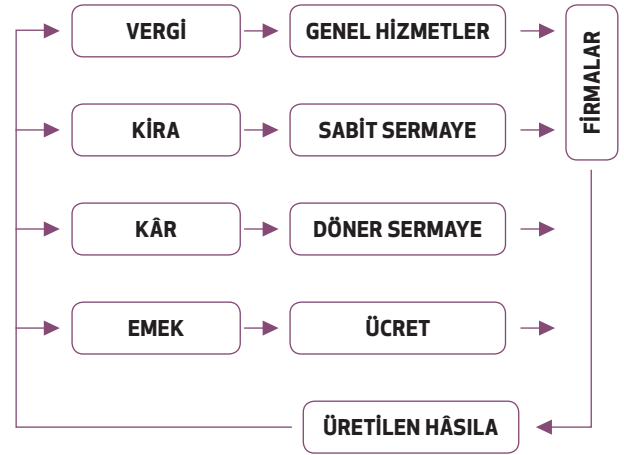 VERGİ
GENEL HİZMETLER
FİRMALAR
KİRA
SABİT SERMAYE
KÂR
DÖNER SERMAYE
EMEK
ÜCRET
ÜRETİLEN HÂSILA